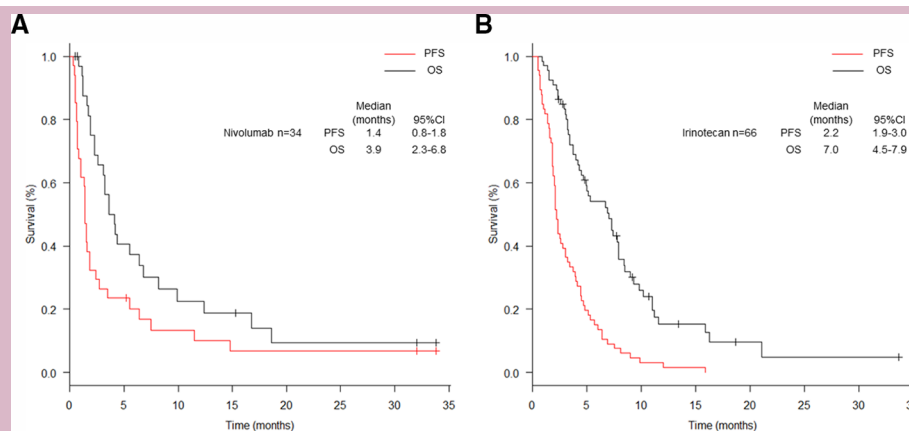 A
PFS
OS
Median
(months) 95%CI
Nivolumab n=34 PFS 1.4 0.8-1.8
OS 3.9 2.3-6.8
Survival (%)
1.0
0.8
0.6
0.4
0.2
0.0
0 5 10 15 20 25 30 35
Time (months)
B
PFS
OS
Median
(months) 95%CI
Irinotecan n=66 PFS 2.2 1.9-3.0
OS 7.0 4.5-7.9
Survival (%)
1.0
0.8
0.6
0.4
0.2
0.0
0 5 10 15 20 25 30
Time (months)